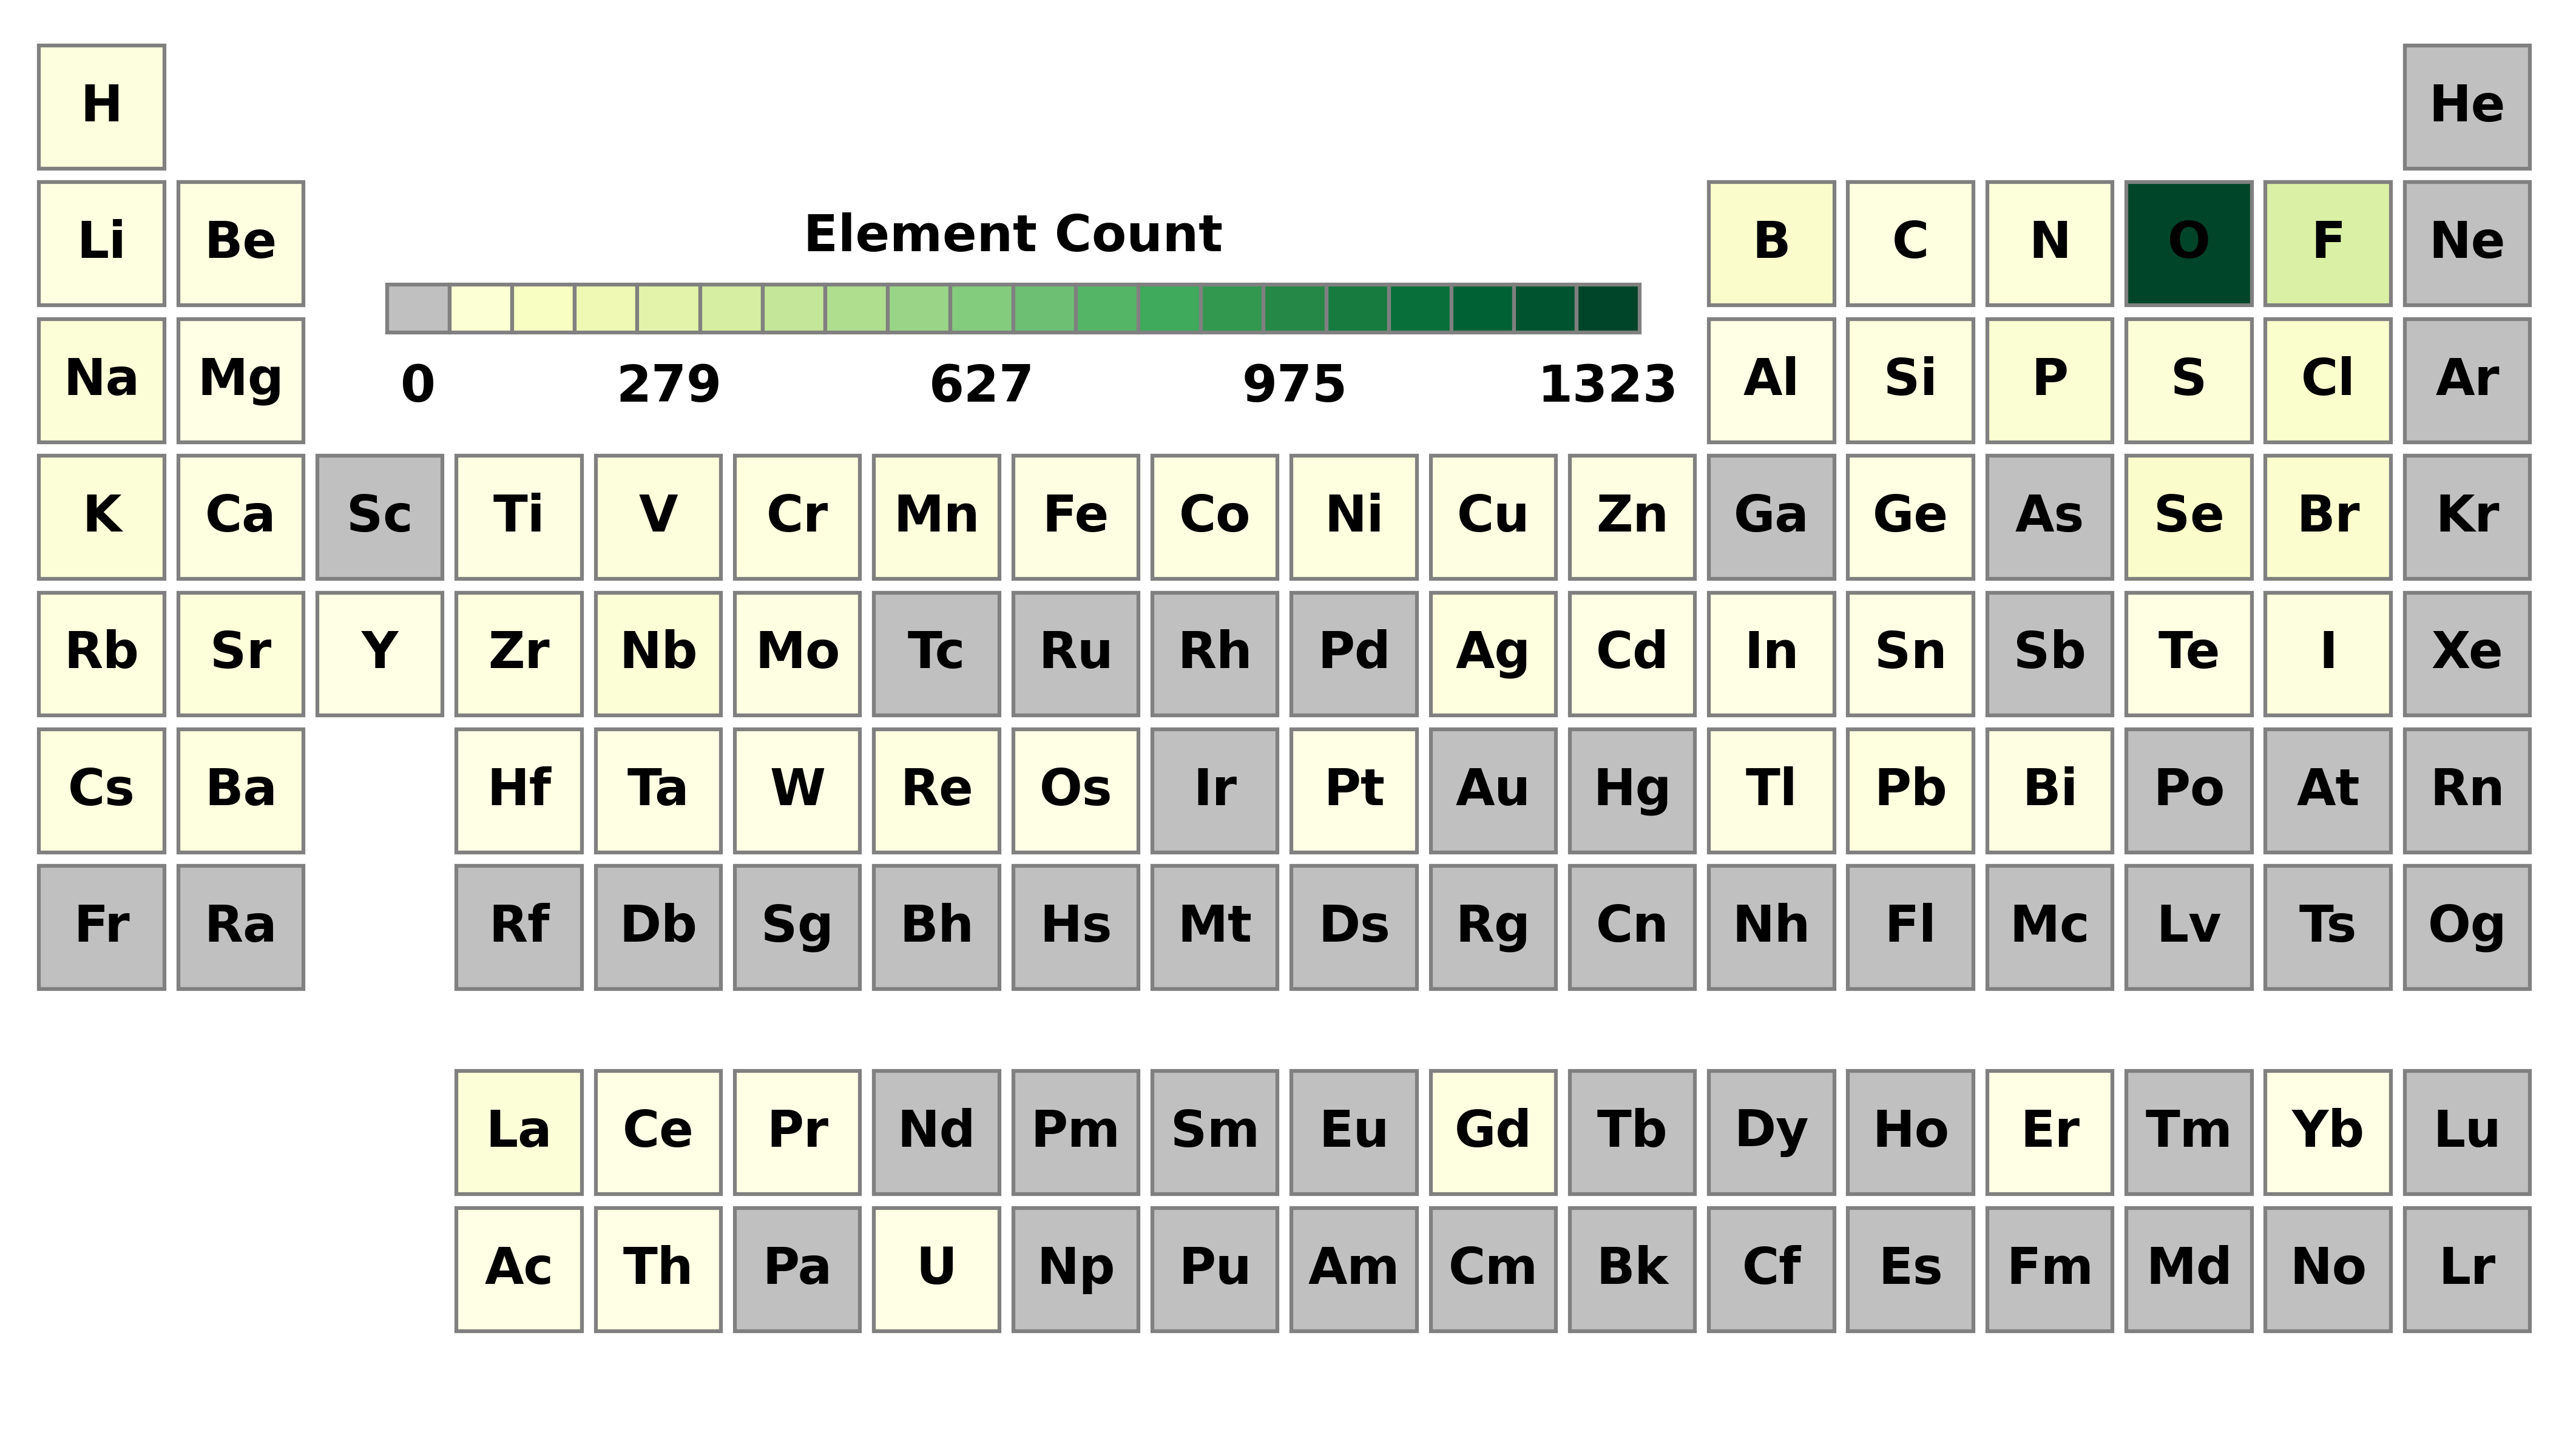 H He
Li Be Element Count B C N O F Ne
Na Mg 0 279 627 975 1323 Al Si P S Cl Ar
K Ca Sc Ti V Cr Mn Fe Co Ni Cu Zn Ga Ge As Se Br Kr
Rb Sr Y Zr Nb Mo Tc Ru Rh Pd Ag Cd In Sn Sb Te I Xe
Cs Ba Hf Ta W Re Os Ir Pt Au Hg Tl Pb Bi Po At Rn
Fr Ra Rf Db Sg Bh Hs Mt Ds Rg Cn Nh Fl Mc Lv Ts Og
La Ce Pr Nd Pm Sm Eu Gd Tb Dy Ho Er Tm Yb Lu
Ac Th Pa U Np Pu Am Cm Bk Cf Es Fm Md No Lr